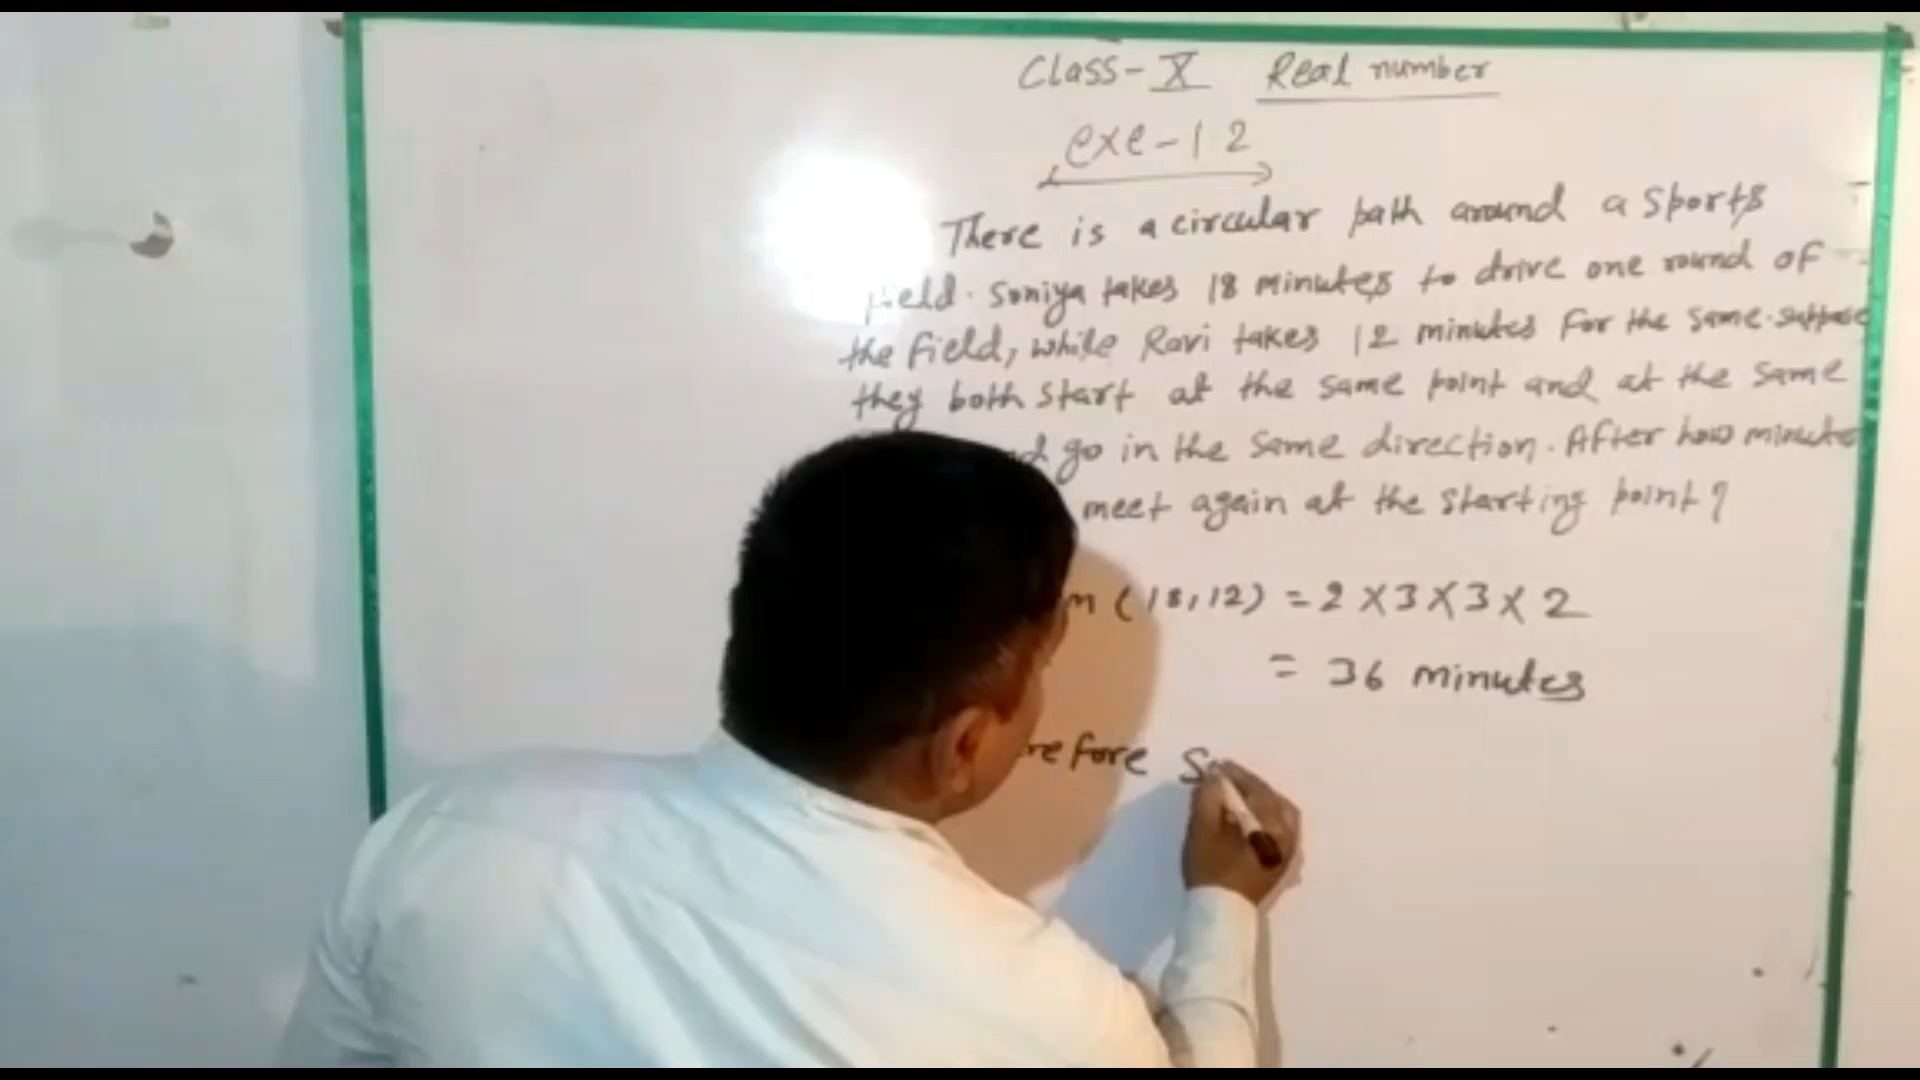 Class-X Real number
exe-1.2
There is a circular path around a sports
field. Soniya takes 18 minutes to drive one round of
the field, while Ravi takes 12 minutes for the same. suppose
they both start at the same point and at the same
go in the same direction. After how minute
meet again at the starting point?
(18,12) = 2 X 3 X 3 X 2
= 36 minutes
refore S